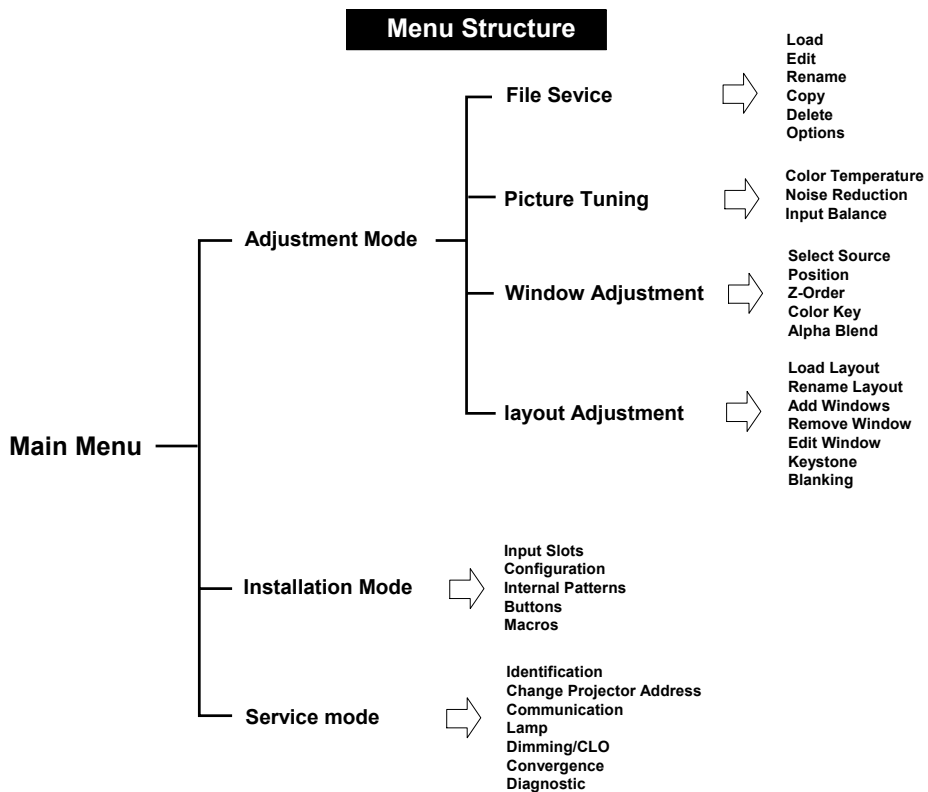 Menu Structure
Main Menu
Adjustment Mode
File Sevice
Load
Edit
Rename
Copy
Delete
Options
Picture Tuning
Color Temperature
Noise Reduction
Input Balance
Window Adjustment
Select Source
Position
Z-Order
Color Key
Alpha Blend
layout Adjustment
Load Layout
Rename Layout
Add Windows
Remove Window
Edit Window
Keystone
Blanking
Installation Mode
Input Slots
Configuration
Internal Patterns
Buttons
Macros
Service mode
Identification
Change Projector Address
Communication
Lamp
Dimming/CLO
Convergence
Diagnostic